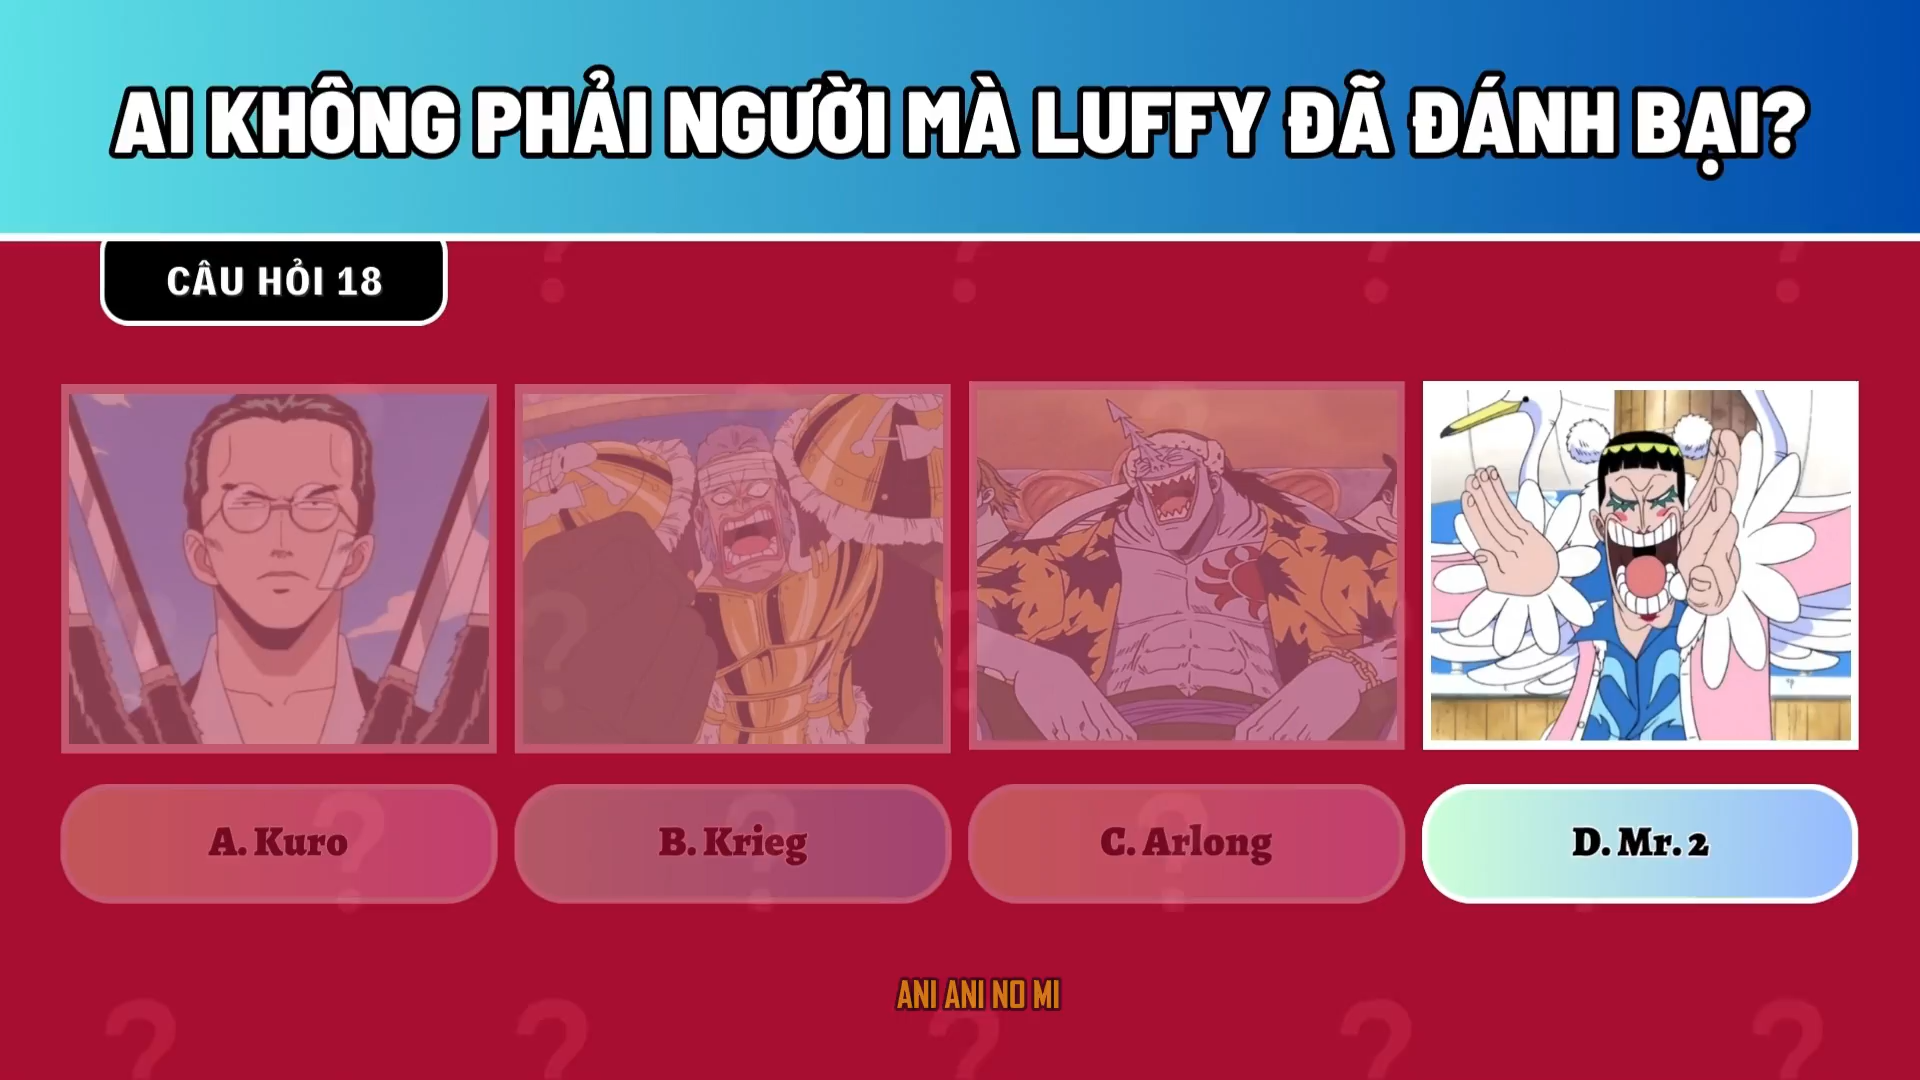 AI KHÔNG PHẢI NGƯỜI MÀ LUFFY ĐÃ ĐÁNH BẠI?
CÂU HỎI 18
A. Kuro
B. Krieg
C. Arlong
D. Mr. 2
ANI ANI NO MI